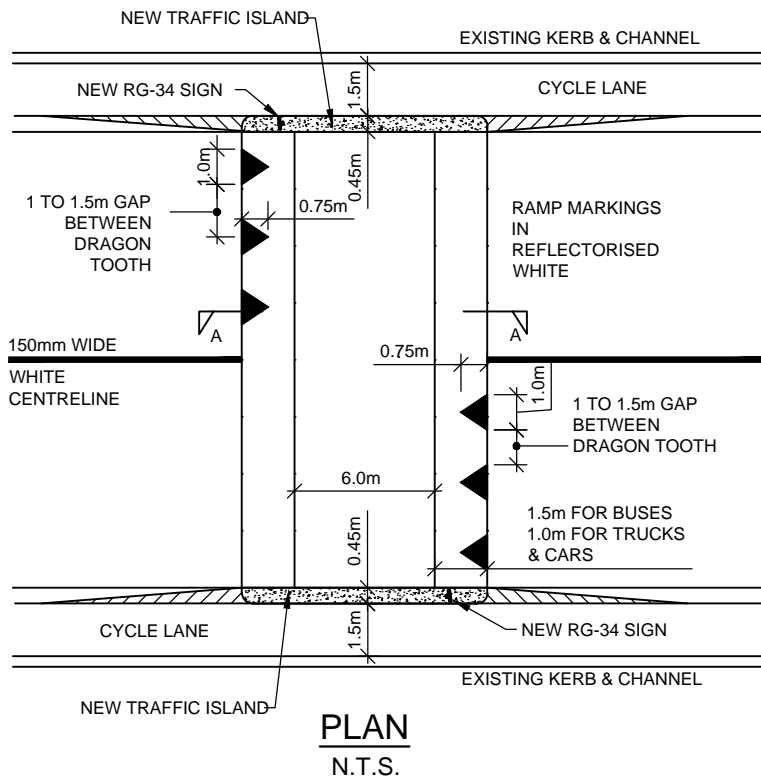 NEW TRAFFIC ISLAND
EXISTING KERB & CHANNEL
1.5m
CYCLE LANE
NEW RG-34 SIGN
1.0m
0.45m
1 TO 1.5m GAP
BETWEEN
DRAGON
TOOTH
0.75m
RAMP MARKINGS
IN
REFLECTORISED
WHITE
A
A
150mm WIDE
WHITE
CENTRELINE
0.75m
1.0m
1 TO 1.5m GAP
BETWEEN
DRAGON TOOTH
6.0m
1.5m FOR BUSES
1.0m FOR TRUCKS
& CARS
0.45m
CYCLE LANE
1.5m
NEW RG-34 SIGN
EXISTING KERB & CHANNEL
NEW TRAFFIC ISLAND
PLAN
N.T.S.